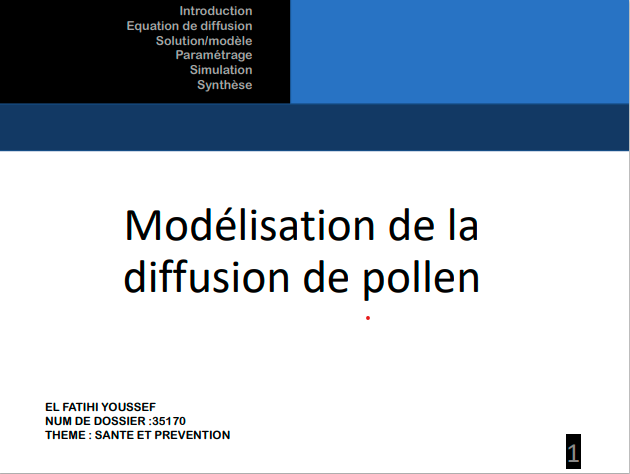 Introduction
Equation de diffusion
Solution/modèle
Paramétrage
Simulation
Synthèse
Modélisation de la
diffusion de pollen
EL FATIHI YOUSSEF
NUM DE DOSSIER :35170
THEME : SANTE ET PREVENTION
1